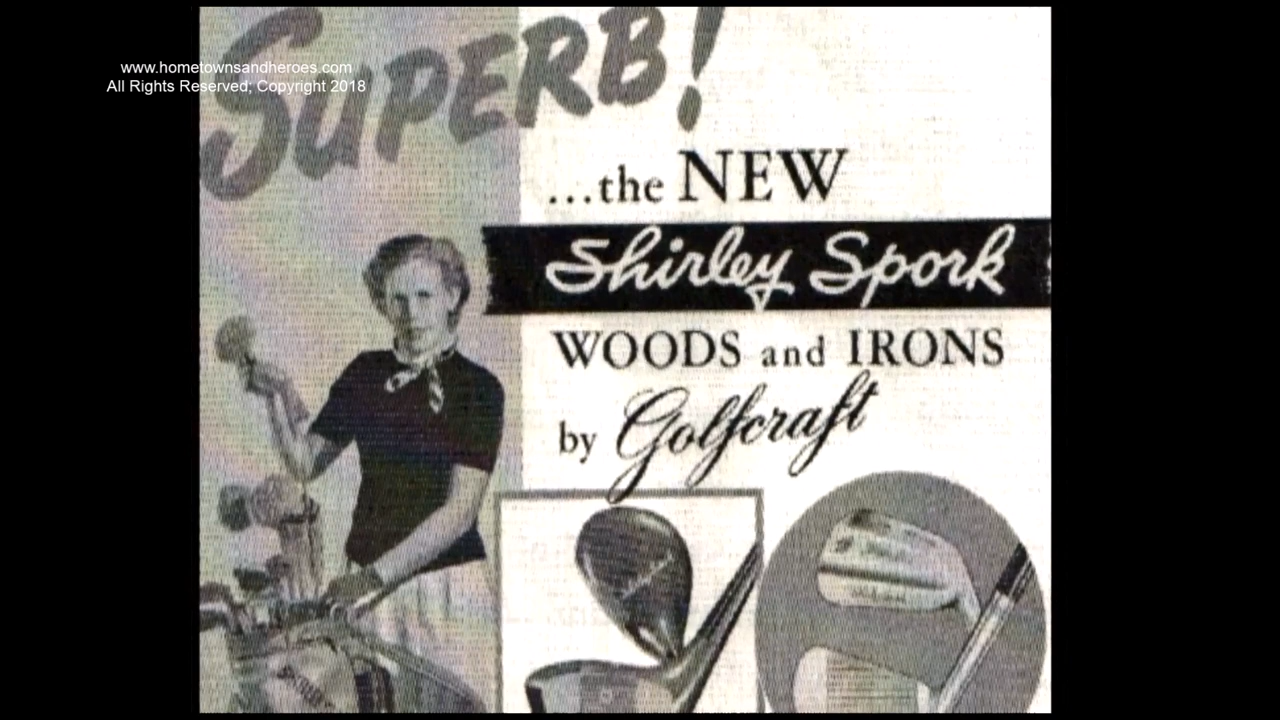 SUPERB!
www.hometownsandheroes.com
All Rights Reserved; Copyright 2018
...the NEW
Shirley Spork
WOODS and IRONS
by Golfcraft